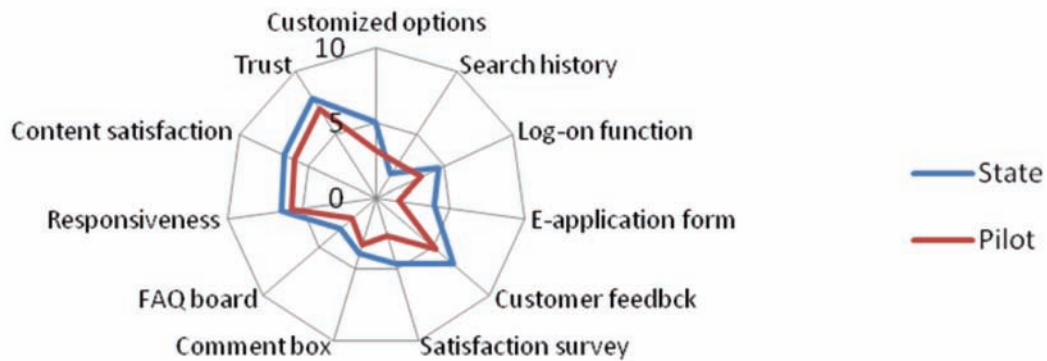 Customized options
10
Trust
Search history
5
Content satisfaction
Log-on function
0
Responsiveness
E-application form
FAQ board
Customer feedbck
Comment box
Satisfaction survey
State
Pilot